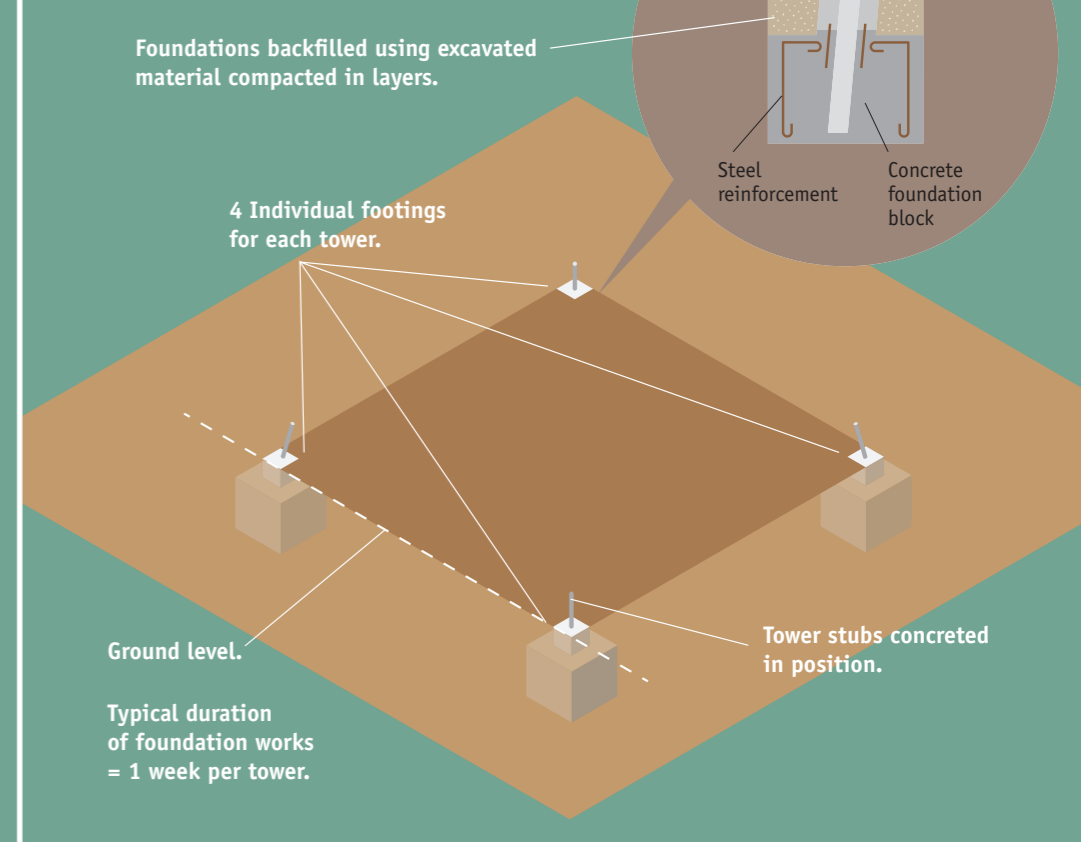 Foundations backfilled using excavated
material compacted in layers.
Steel
reinforcement
Concrete
foundation
block
4 Individual footings
for each tower.
Ground level.
Tower stubs concreted
in position.
Typical duration
of foundation works
= 1 week per tower.